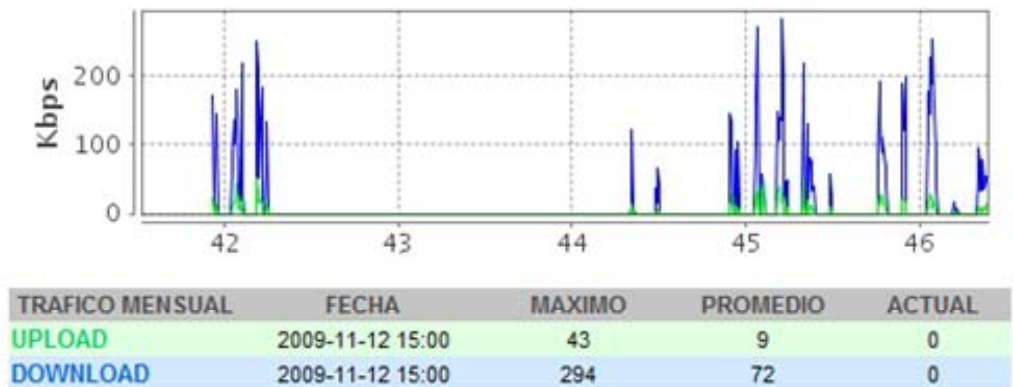 Kbps
200
100
0
42 43 44 45 46
TRAFICO MENSUAL FECHA MAXIMO PROMEDIO ACTUAL
UPLOAD 2009-11-12 15:00 43 9 0
DOWNLOAD 2009-11-12 15:00 294 72 0